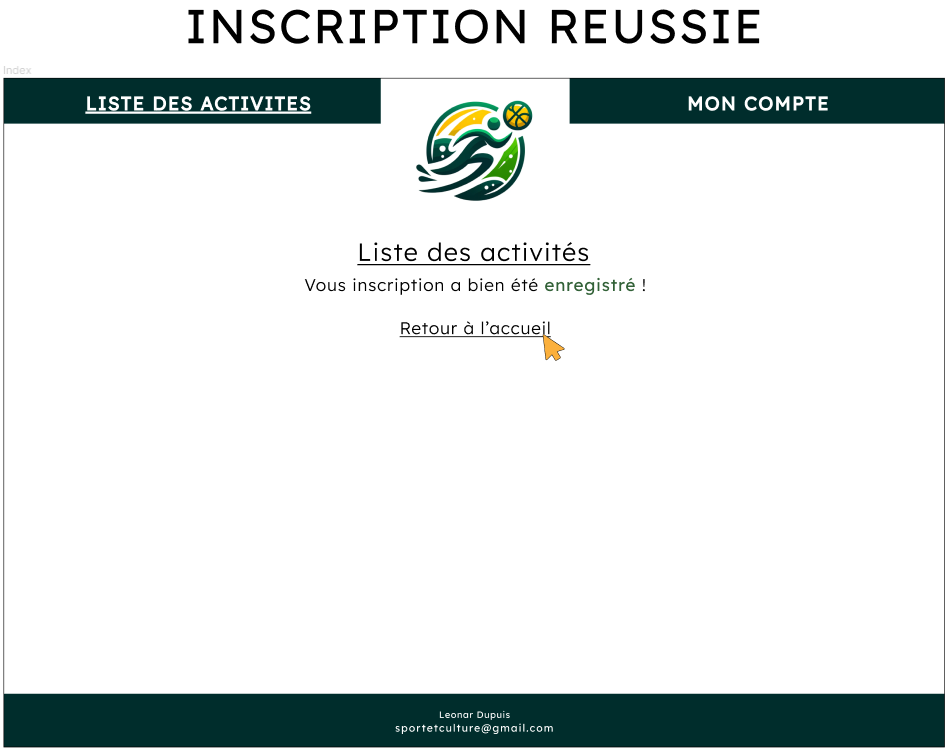 INSCRIPTION REUSSIE
Index
LISTE DES ACTIVITES
MON COMPTE
Liste des activités
Vous inscription a bien été enregistré !
Retour à l’accueil
Leonar Dupuis
sportetculture@gmail.com